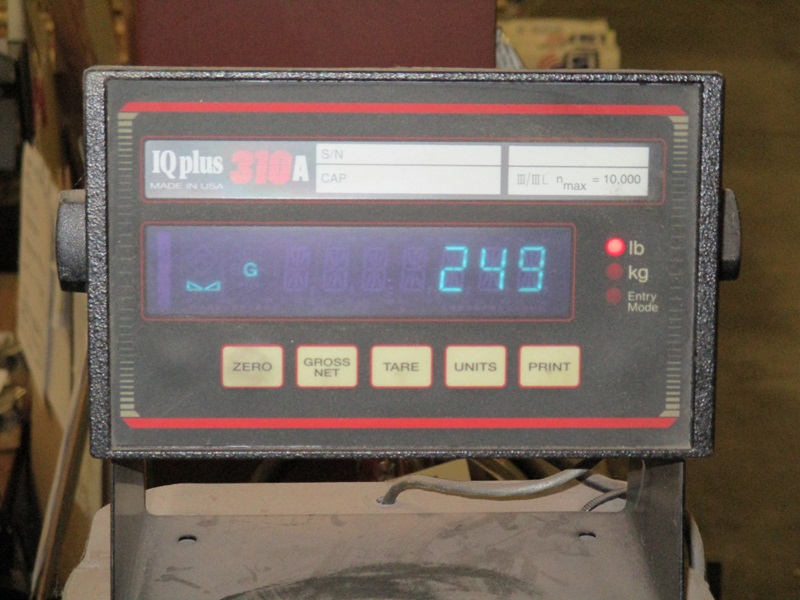 IQ plus 310A
MADE IN USA
S/N
CAP
III/III L n max = 10,000
G
249
lb
kg
Entry
Mode
ZERO
GROSS
NET
TARE
UNITS
PRINT